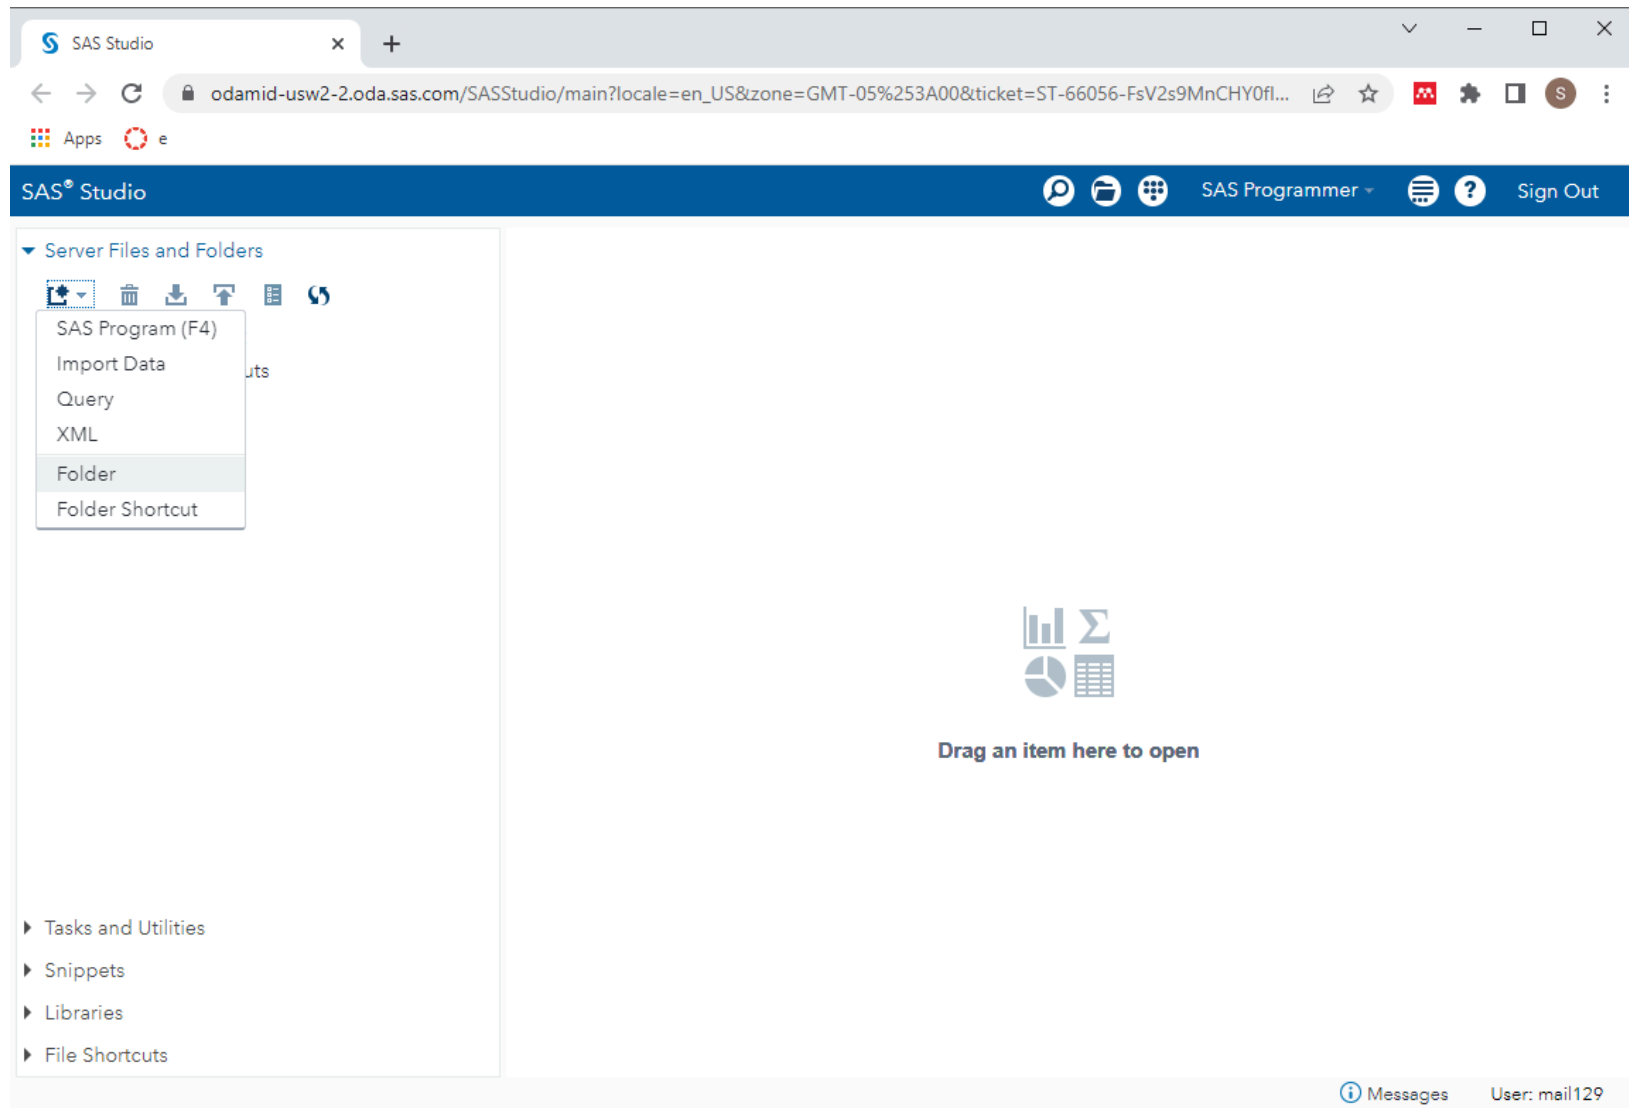 SAS Studio
odamid-usw2-2.oda.sas.com/SASStudio/main?locale=en_US&zone=GMT-05%253A00&ticket=ST-66056-FsV2s9MnCHY0fl...
S
Apps
e
SAS® Studio
SAS Programmer
?
Sign Out
Server Files and Folders
SAS Program (F4)
Import Data
uts
Query
XML
Folder
Folder Shortcut
Σ
Drag an item here to open
Tasks and Utilities
Snippets
Libraries
File Shortcuts
Messages
User: mail129